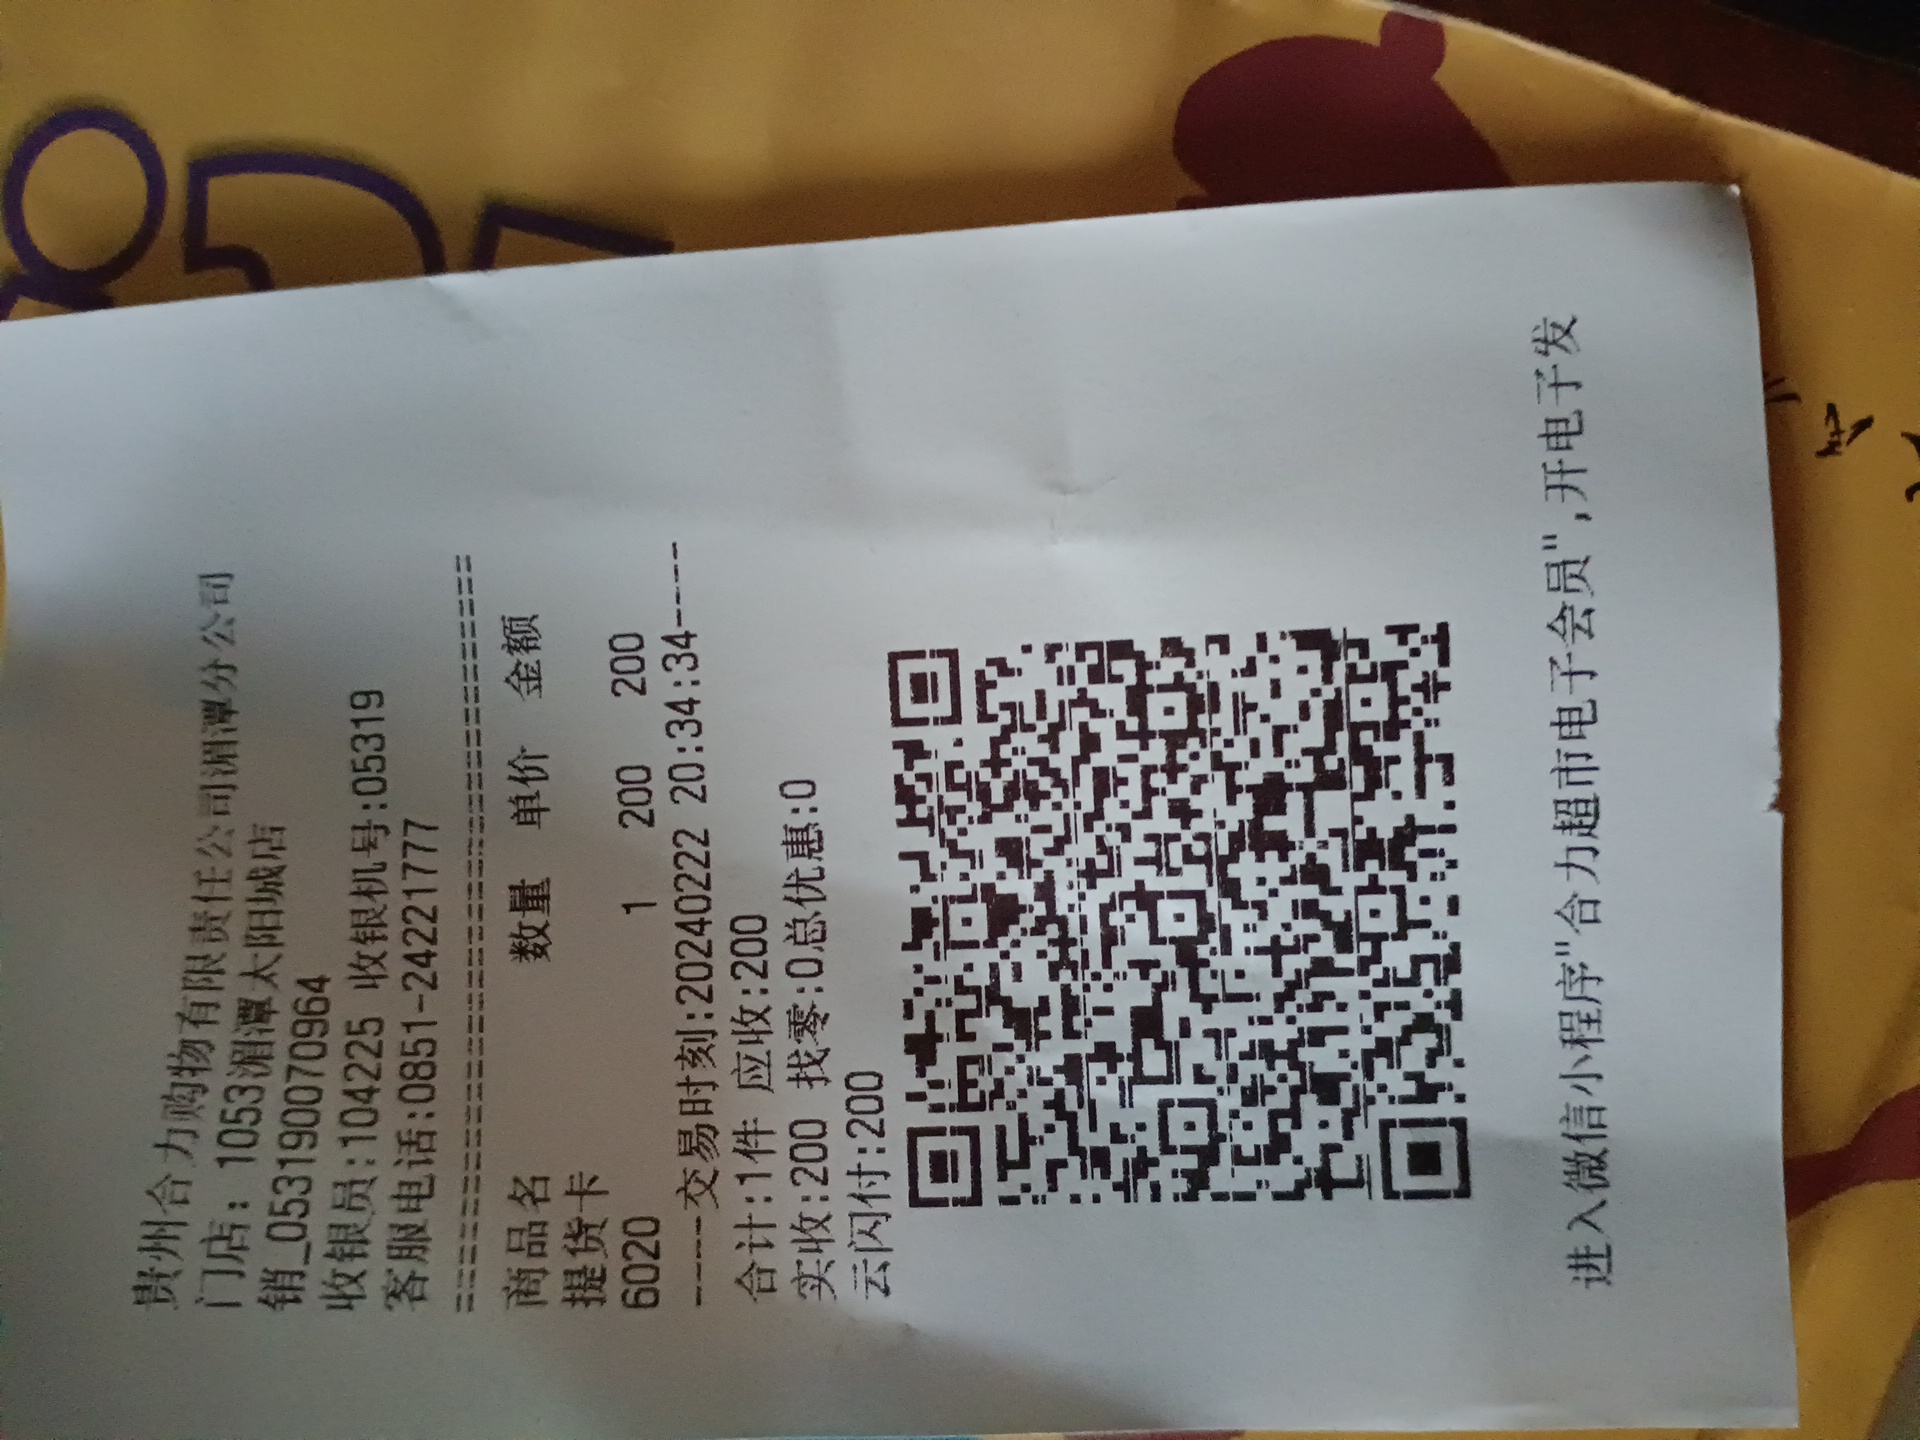 贵州合力购物有限责任公司湄潭分公司
门店: 1053湄潭太阳城店
销_053190070964
收银员:104225 收银机号:05319
客服电话:0851-24221777
==========================================
商品名 数量 单价 金额
提货卡
6020 1 200 200
-----交易时刻:20240222 20:34:34-----
合计:1件 应收:200
实收:200 找零:0总优惠:0
云闪付:200
进入微信小程序"合力超市电子会员",开电子发